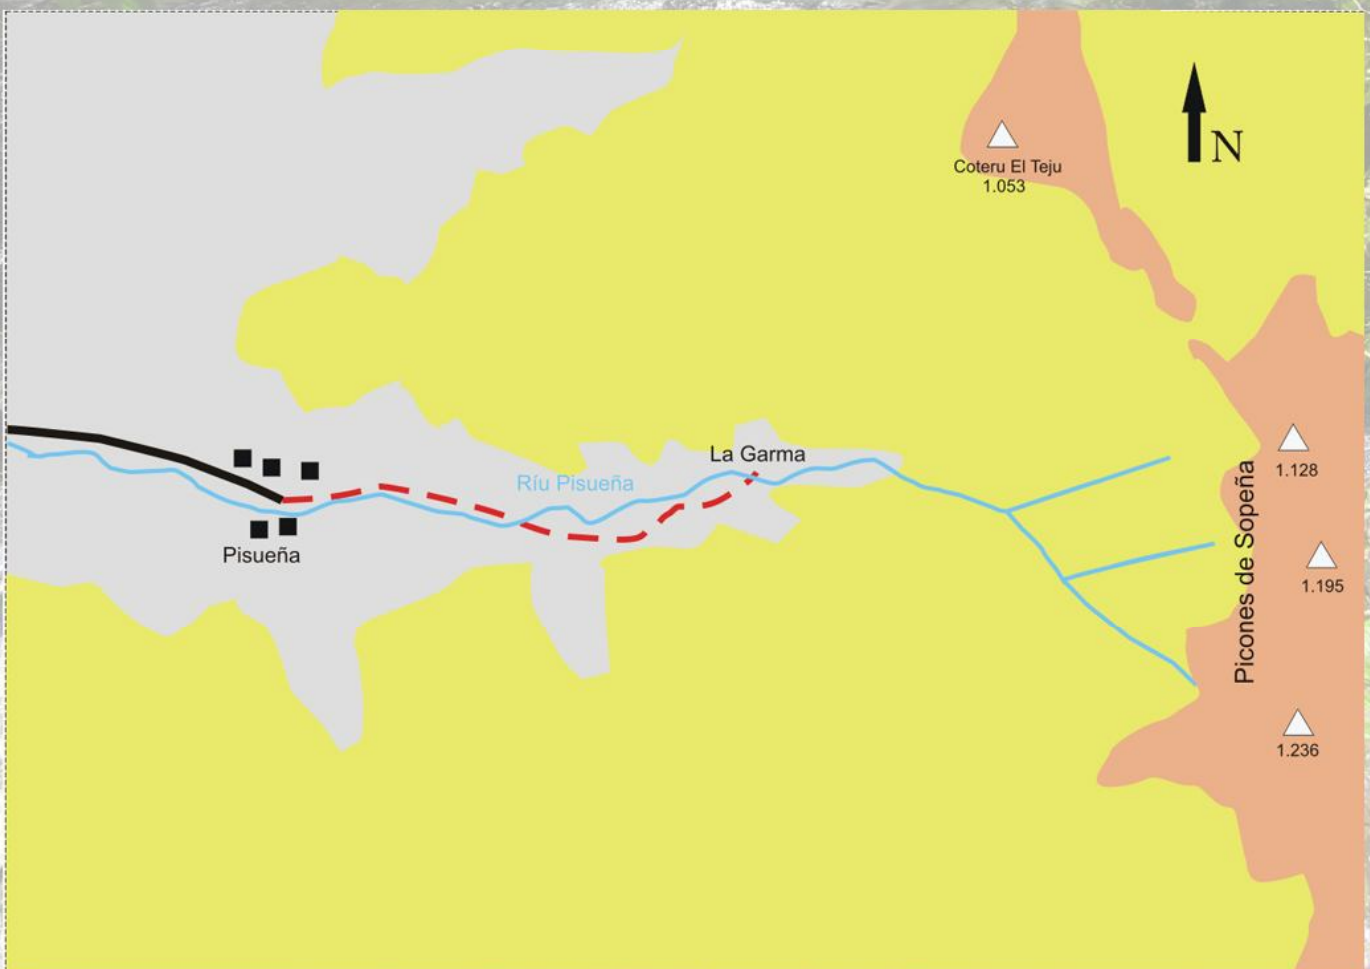 N
Coteru El Teju
1.053
La Garma
1.128
Ríu Pisueña
Pisueña
Picones de Sopeña
1.195
1.236